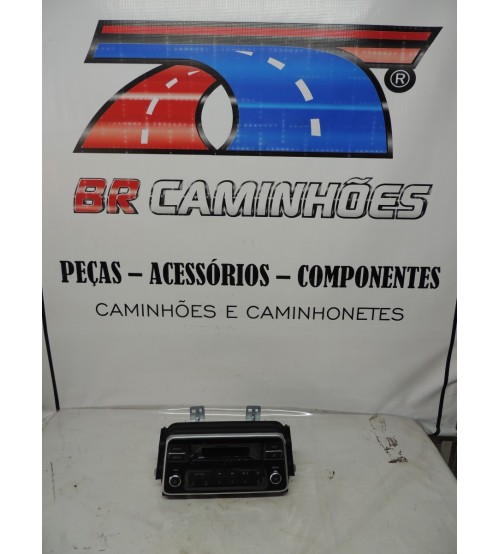 ®
BR CAMINHÕES
PEÇAS – ACESSÓRIOS – COMPONENTES
CAMINHÕES E CAMINHONETES